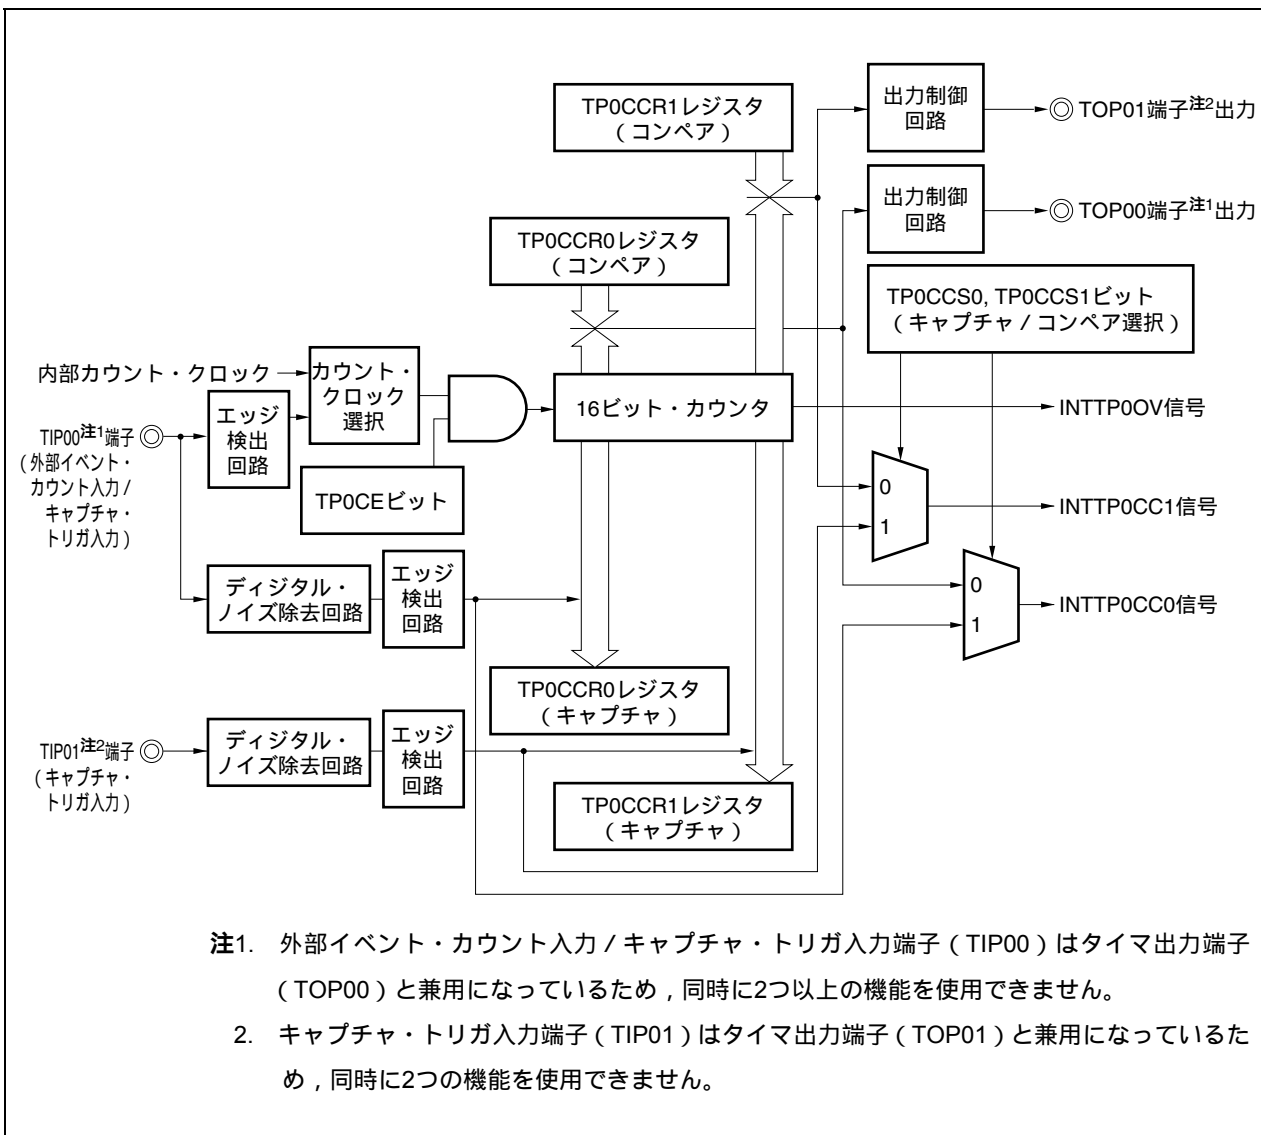 TP0CCR1レジスタ
（コンペア）
出力制御
回路
TOP01端子注2出力
出力制御
回路
TOP00端子注1出力
TP0CCR0レジスタ
（コンペア）
TP0CCS0, TP0CCS1ビット
（キャプチャ／コンペア選択）
内部カウント・クロック
カウント・
クロック
選択
16ビット・カウンタ
INTTP0OV信号
TIP00注1端子
（外部イベント・
カウント入力／
キャプチャ・
トリガ入力）
エッジ
検出
回路
TP0CEビット
0
1
INTTP0CC1信号
ディジタル・
ノイズ除去回路
エッジ
検出
回路
0
1
INTTP0CC0信号
TP0CCR0レジスタ
（キャプチャ）
TIP01注2端子
（キャプチャ・
トリガ入力）
ディジタル・
ノイズ除去回路
エッジ
検出
回路
TP0CCR1レジスタ
（キャプチャ）
注1. 外部イベント・カウント入力／キャプチャ・トリガ入力端子（TIP00）はタイマ出力端子
（TOP00）と兼用になっているため，同時に2つ以上の機能を使用できません。
2. キャプチャ・トリガ入力端子（TIP01）はタイマ出力端子（TOP01）と兼用になっているた
め，同時に2つの機能を使用できません。